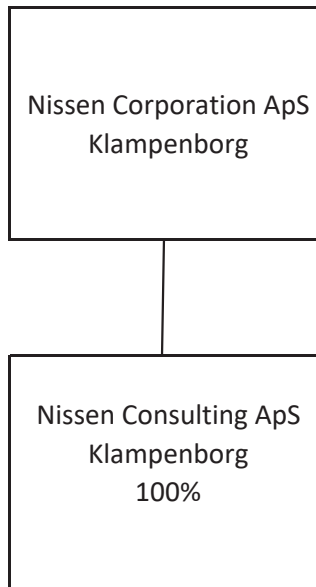 Nissen Corporation ApS
Klampenborg
Nissen Consulting ApS
Klampenborg
100%